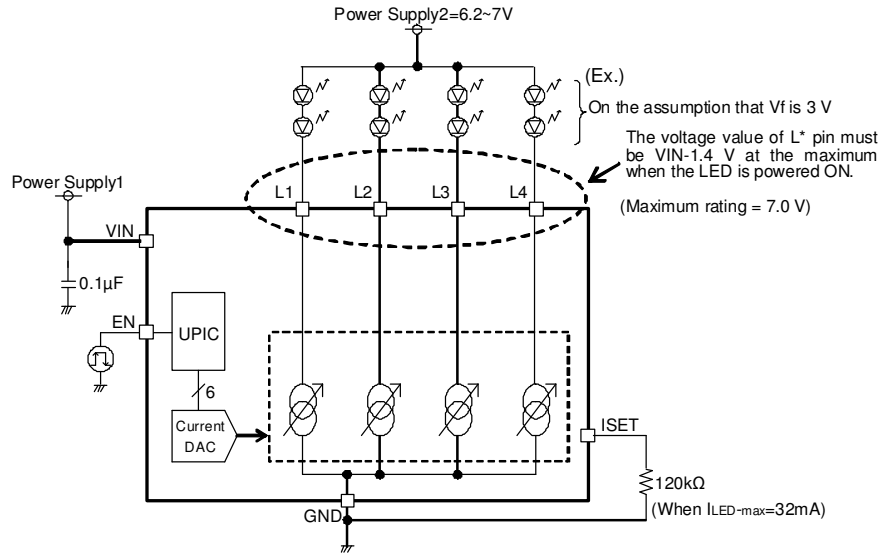 Power Supply2=6.2~7V
(Ex.)
On the assumption that Vf is 3 V
The voltage value of L* pin must
be VIN-1.4 V at the maximum
when the LED is powered ON.
(Maximum rating = 7.0 V)
Power Supply1
L1
L2
L3
L4
VIN
0.1µF
EN
UPIC
6
Current
DAC
ISET
120kΩ
(When ILED-max=32mA)
GND